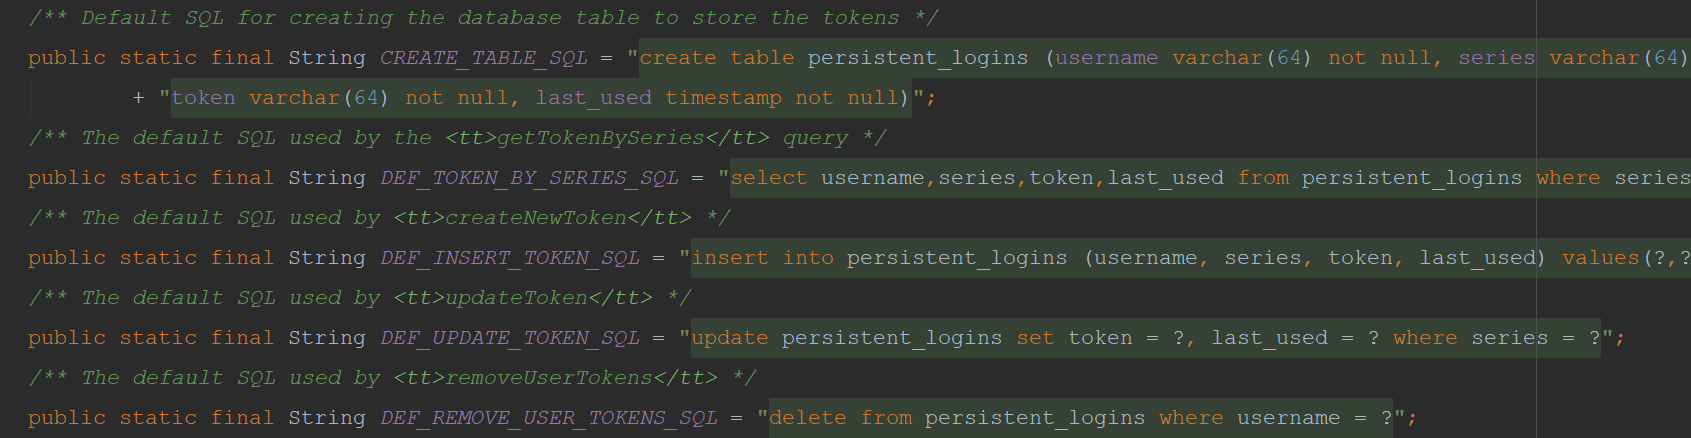 /** Default SQL for creating the database table to store the tokens */
public static final String CREATE_TABLE_SQL = "create table persistent_logins (username varchar(64) not null, series varchar(64)
+ "token varchar(64) not null, last_used timestamp not null)";
/** The default SQL used by the <tt>getTokenBySeries</tt> query */
public static final String DEF_TOKEN_BY_SERIES_SQL = "select username,series,token,last_used from persistent_logins where series
/** The default SQL used by <tt>createNewToken</tt> */
public static final String DEF_INSERT_TOKEN_SQL = "insert into persistent_logins (username, series, token, last_used) values(?,?
/** The default SQL used by <tt>updateToken</tt> */
public static final String DEF_UPDATE_TOKEN_SQL = "update persistent_logins set token = ?, last_used = ? where series = ?";
/** The default SQL used by <tt>removeUserTokens</tt> */
public static final String DEF_REMOVE_USER_TOKENS_SQL = "delete from persistent_logins where username = ?";